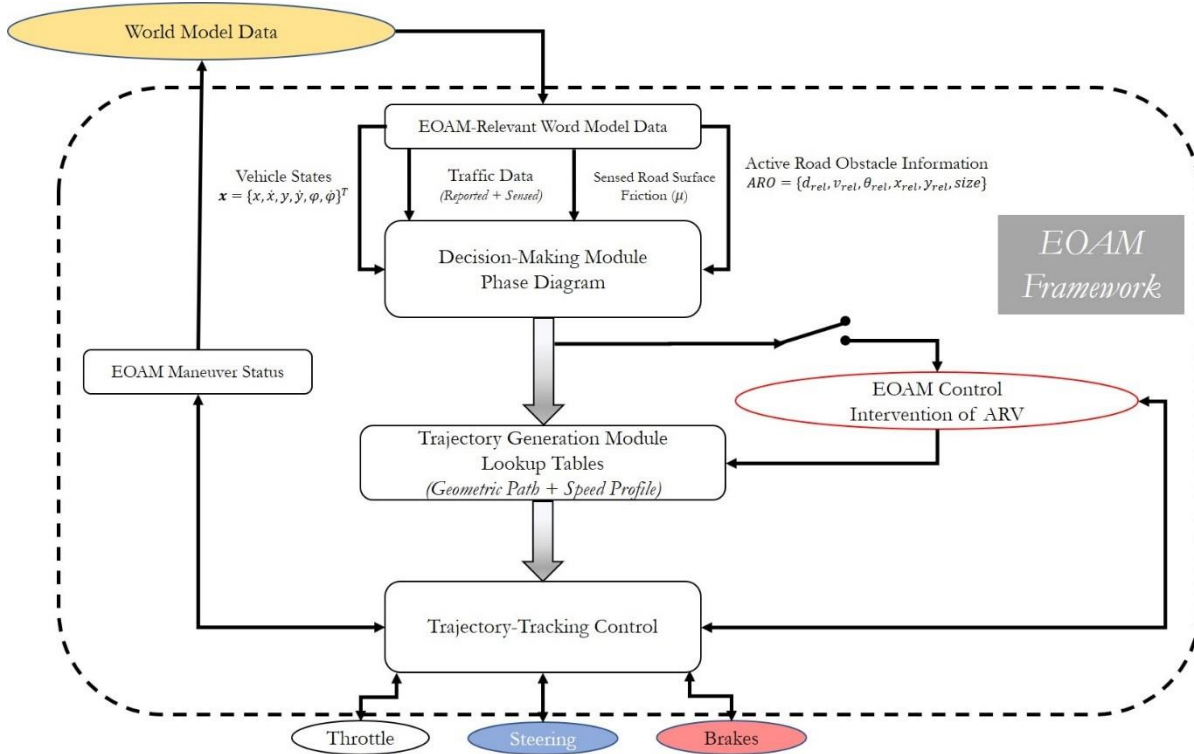 World Model Data
EOAM-Relevant Word Model Data
Vehicle States
𝒙 = {x, ẋ, y, ẏ, φ, φ̇}ᵀ
Traffic Data
(Reported + Sensed)
Sensed Road Surface
Friction (μ)
Active Road Obstacle Information
ARO = {d_rel, v_rel, θ_rel, x_rel, y_rel, size}
Decision-Making Module
Phase Diagram
EOAM
Framework
EOAM Maneuver Status
EOAM Control
Intervention of ARV
Trajectory Generation Module
Lookup Tables
(Geometric Path + Speed Profile)
Trajectory-Tracking Control
Throttle
Steering
Brakes